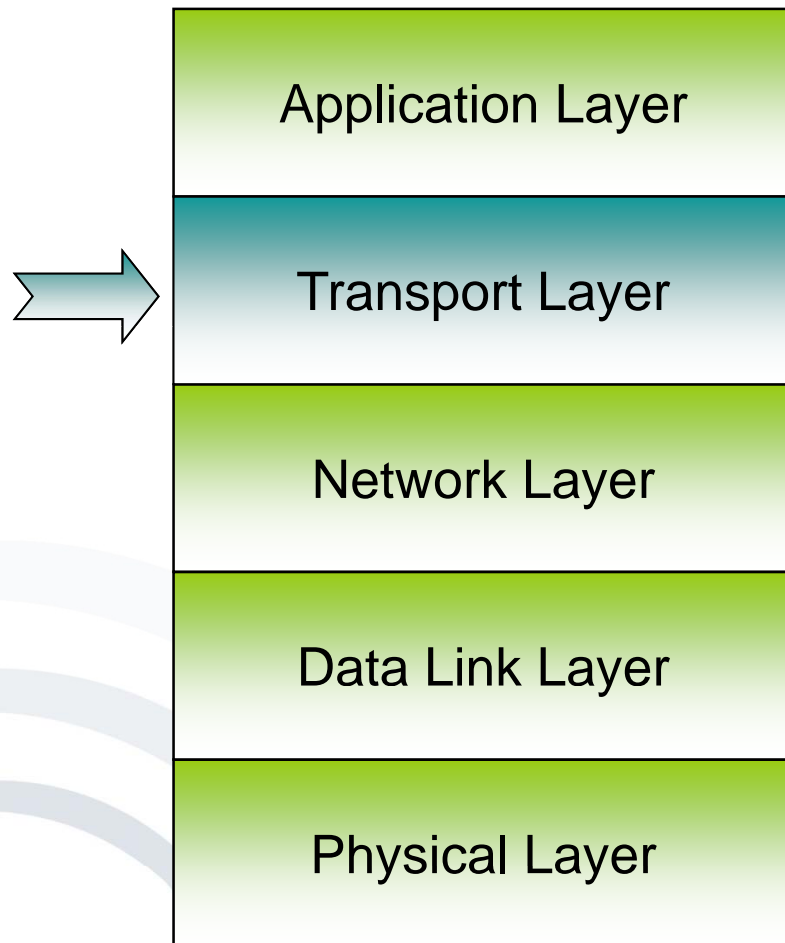 Application Layer
Transport Layer
Network Layer
Data Link Layer
Physical Layer